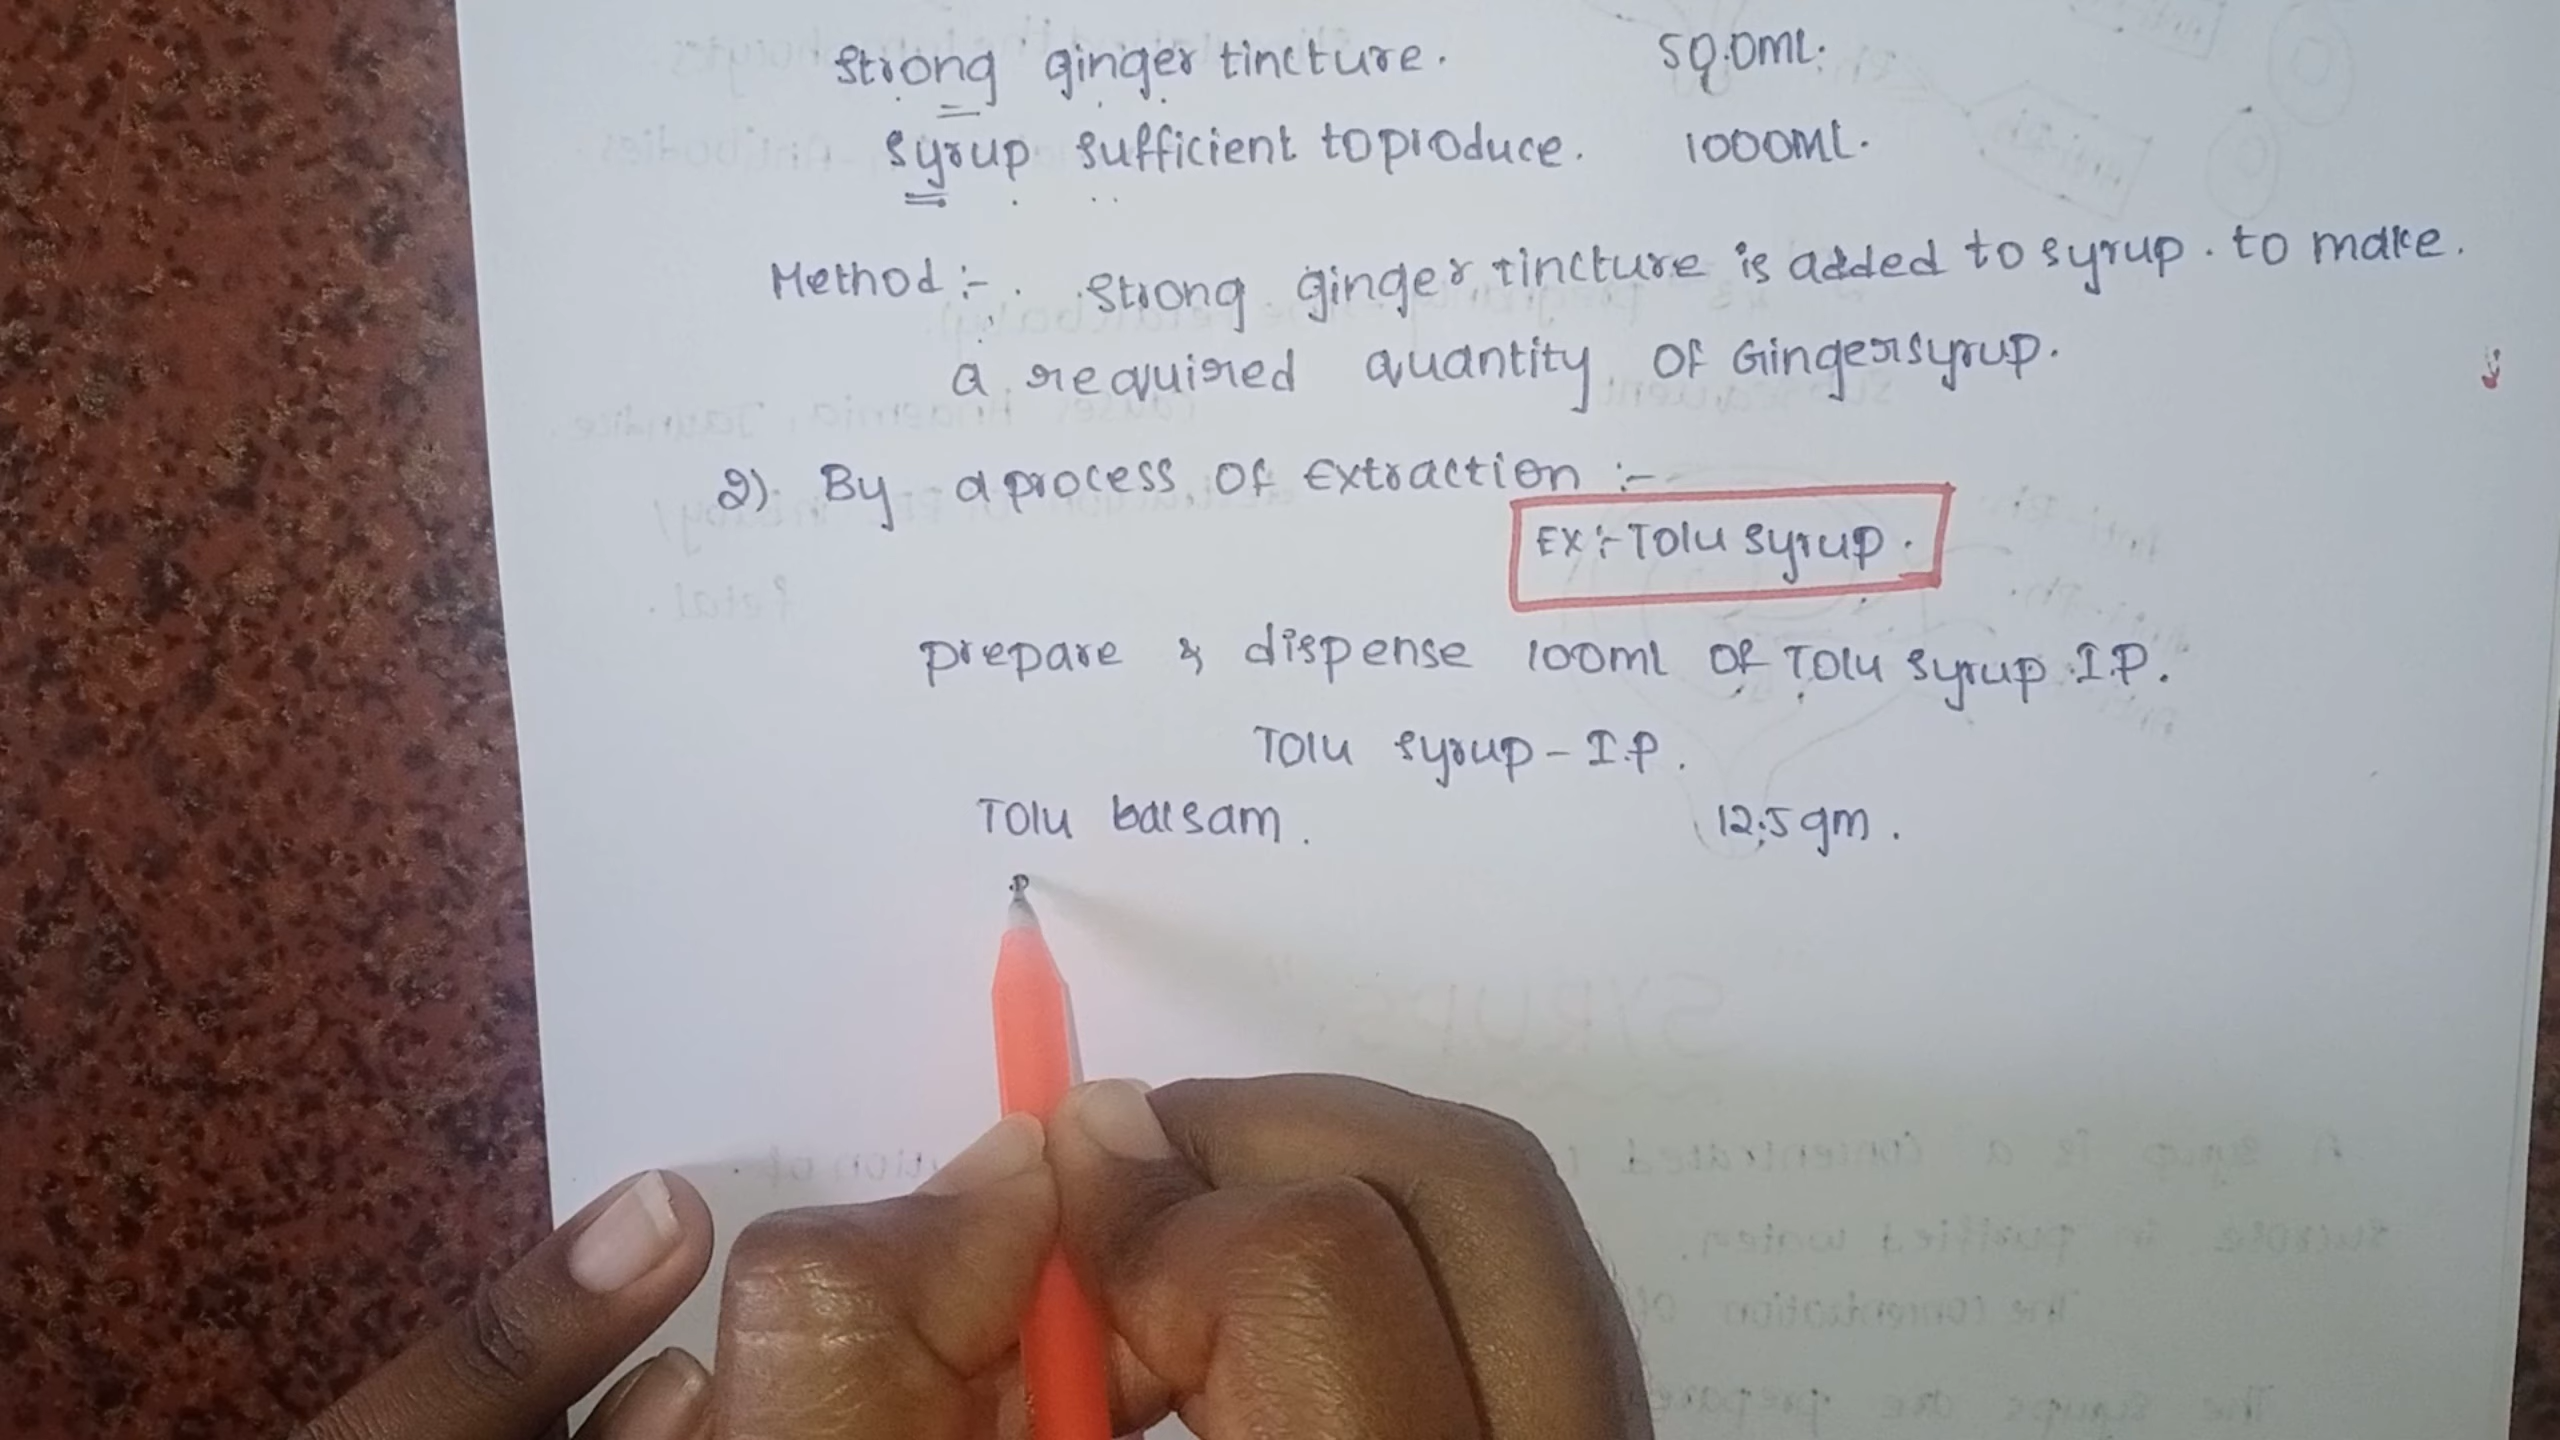 Strong ginger tincture. 50.0ml.
Syrup sufficient to produce. 1000ml.
Method :- . Strong ginger tincture is added to syrup . to make.
a required quantity of Ginger syrup.
2) By a process of Extraction :-
Ex :- Tolu syrup.
prepare & dispense 100ml of Tolu syrup I.P.
Tolu syrup - I.P.
Tolu balsam. 12.5gm.
P